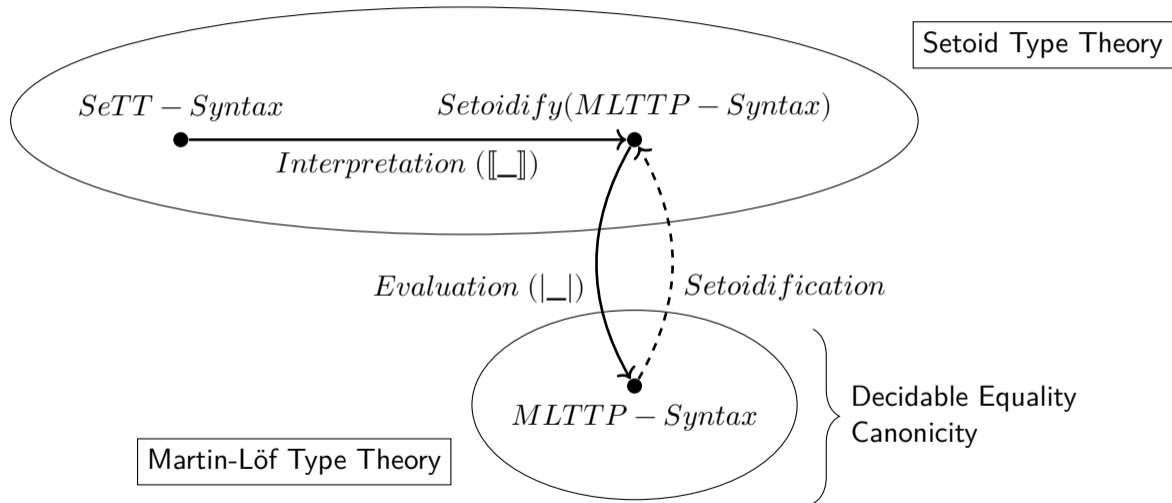 Setoid Type Theory
SeTT − Syntax
Setoidify(MLTTP − Syntax)
Interpretation (⟦_⟧)
Evaluation (|_|)
Setoidification
MLTTP − Syntax
Decidable Equality
Canonicity
Martin-Löf Type Theory